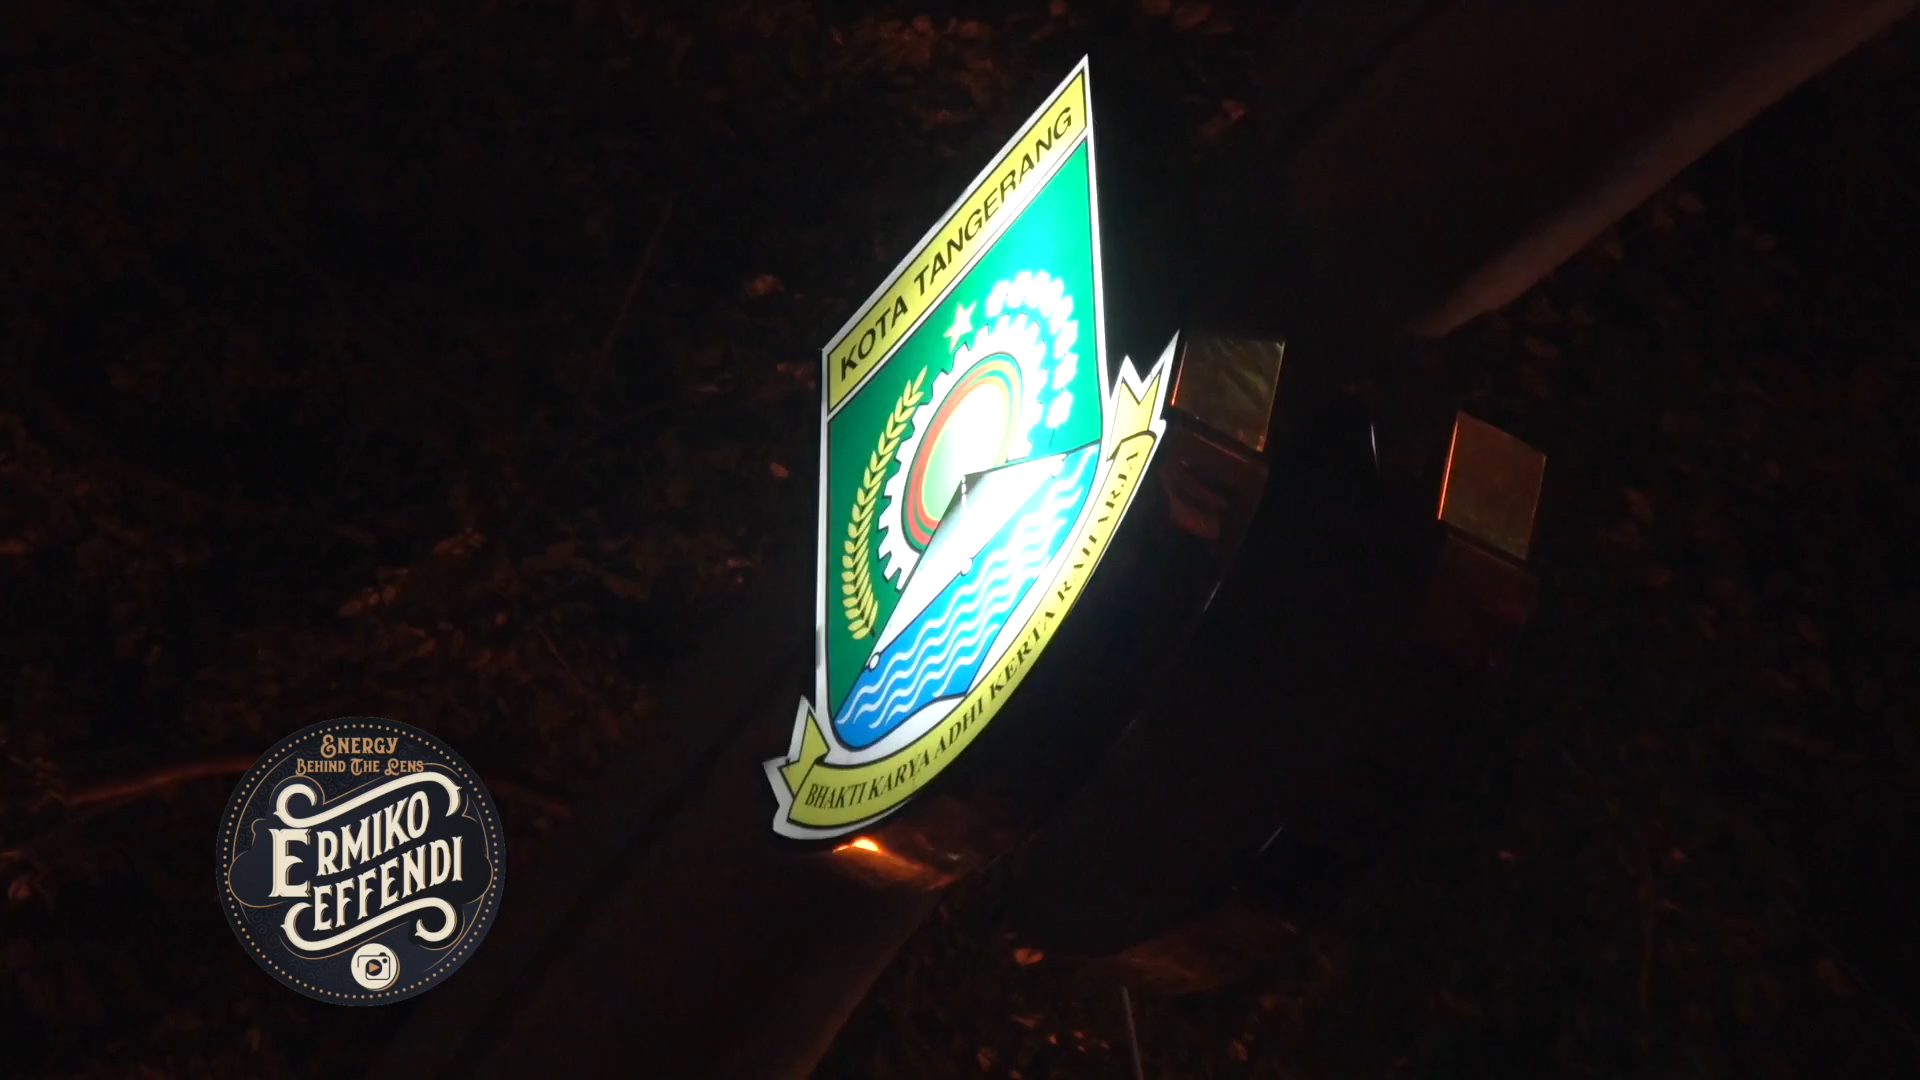 KOTA TANGERANG
BHAKTI KARYA ADHI KERTA RAHARJA
ENERGY
BEHIND THE LENS
ERMIKO
EFFENDI